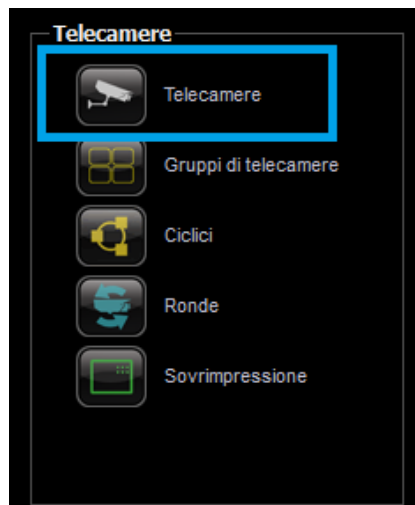 Telecamere
Telecamere
Gruppi di telecamere
Ciclici
Ronde
Sovrimpressione